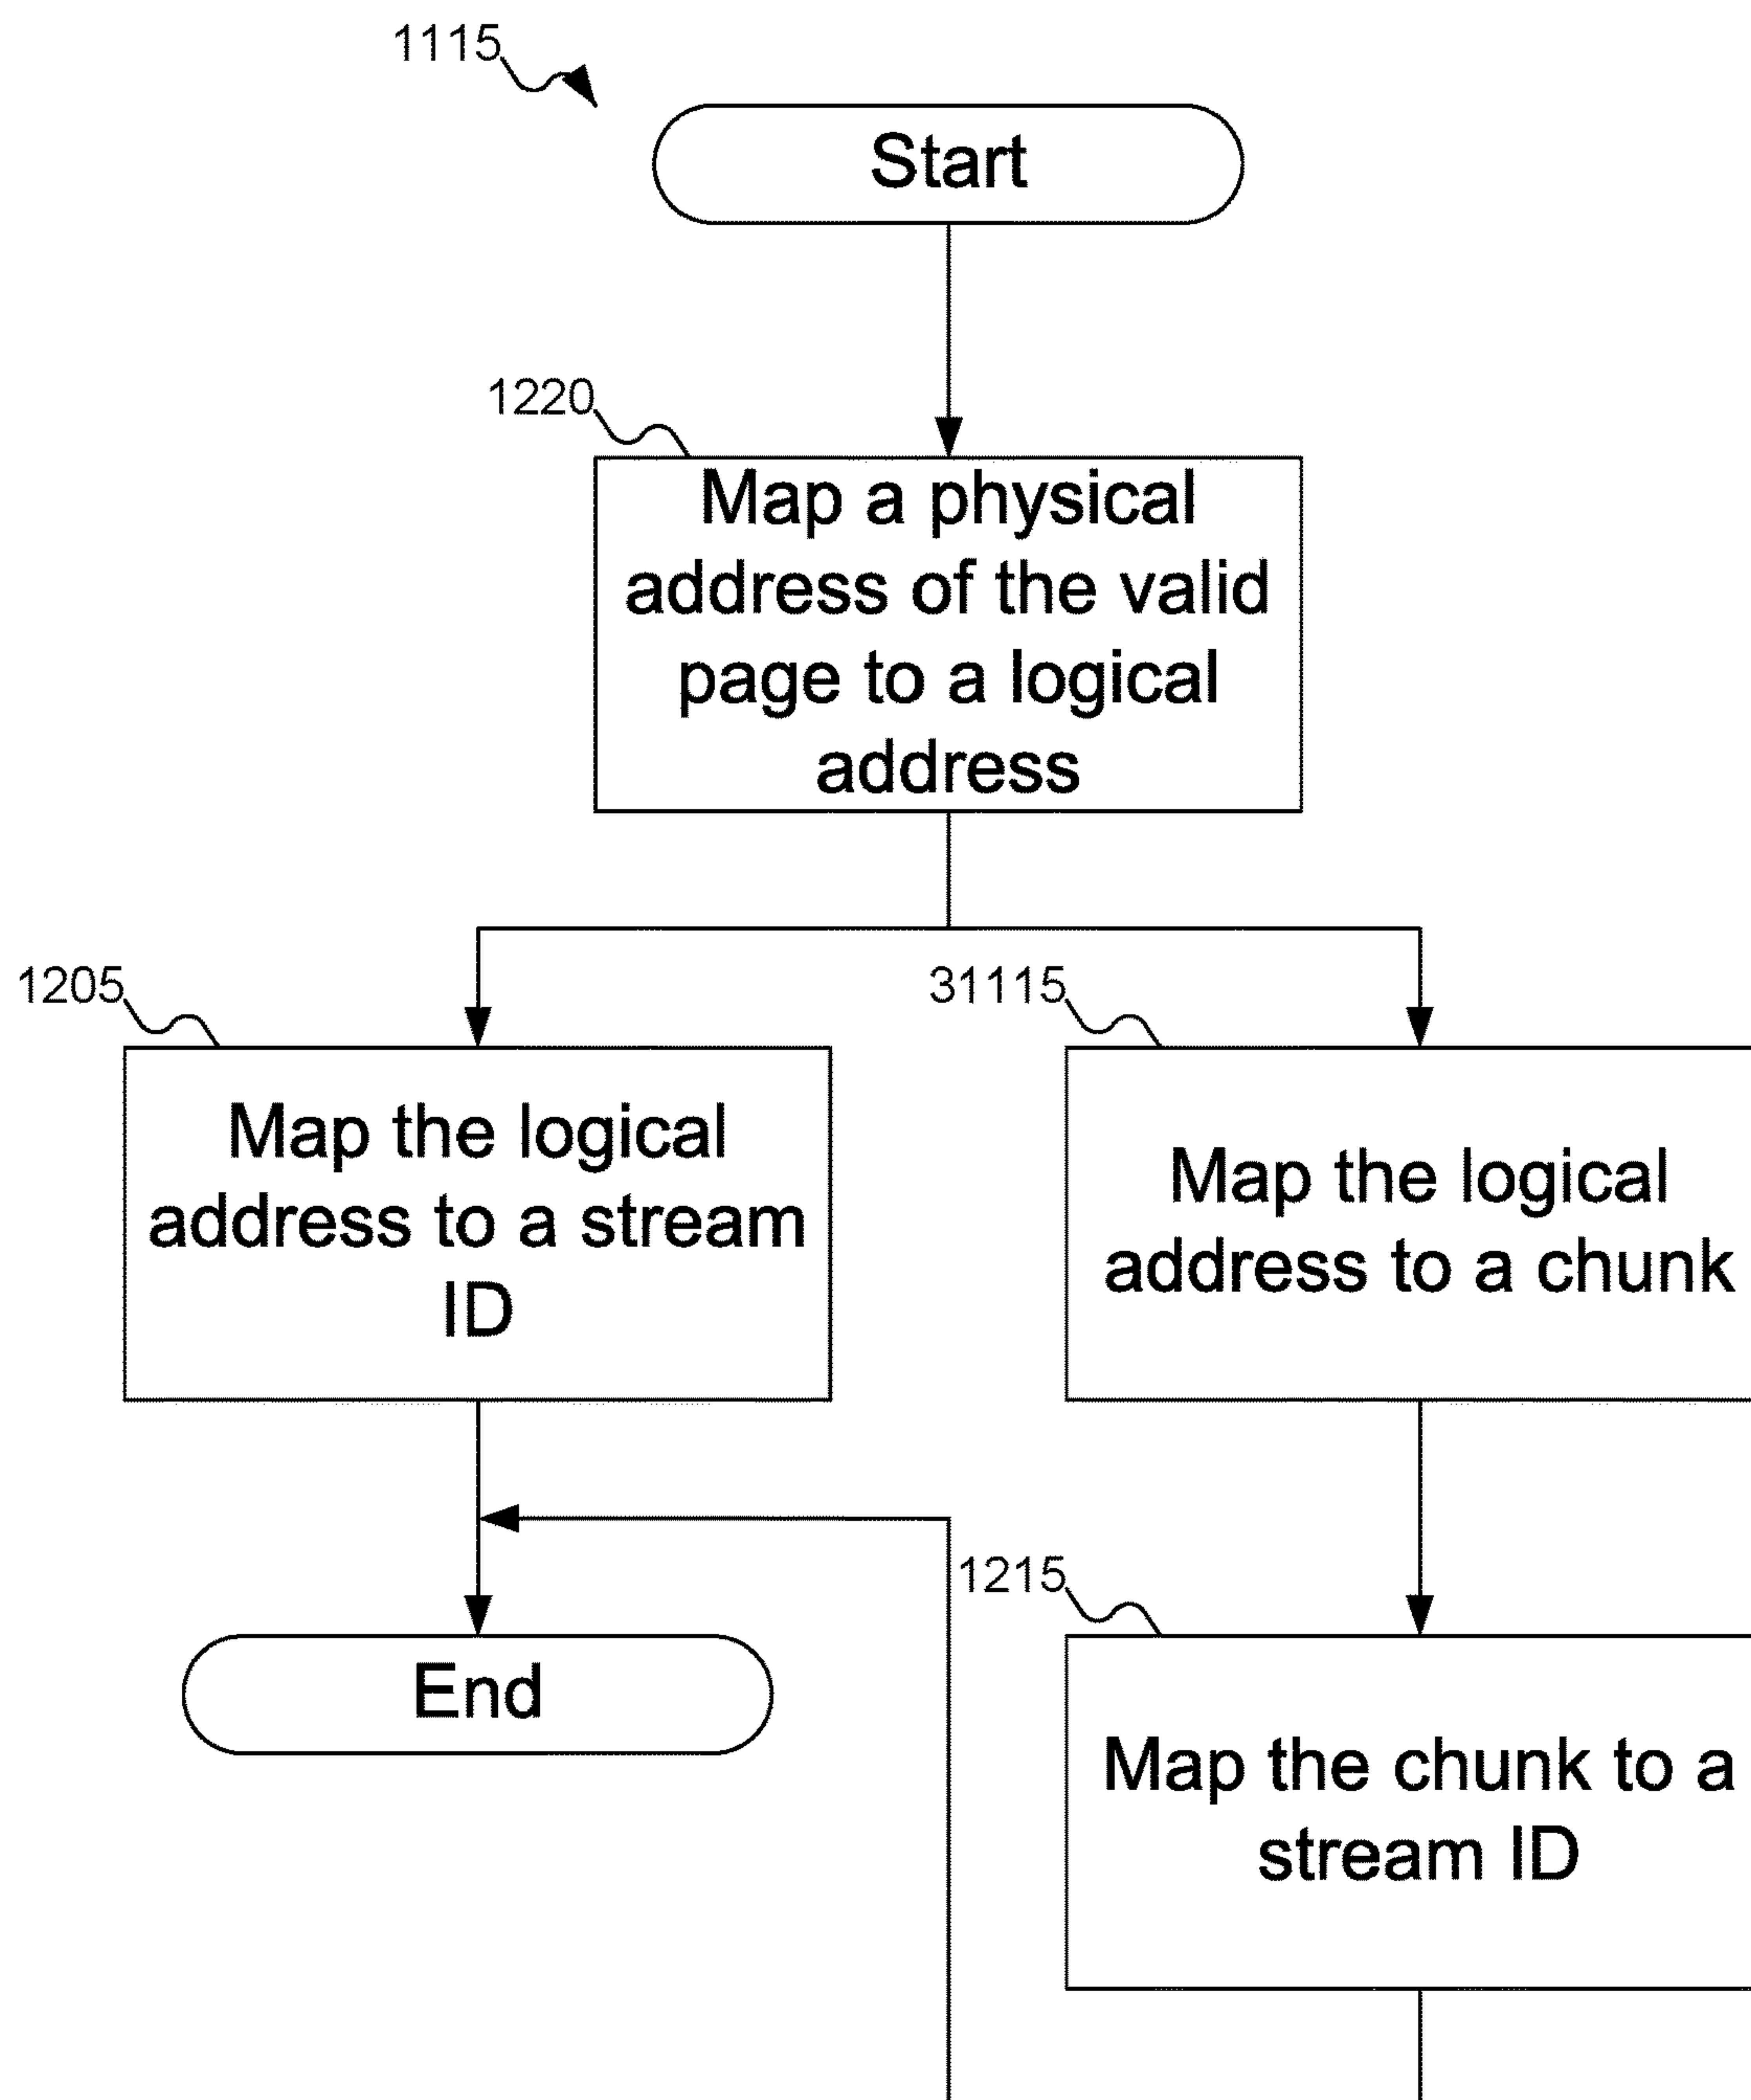 1115
Start
1220
Map a physical
address of the valid
page to a logical
address
1205
Map the logical
address to a stream
ID
31115
Map the logical
address to a chunk
End
1215
Map the chunk to a
stream ID